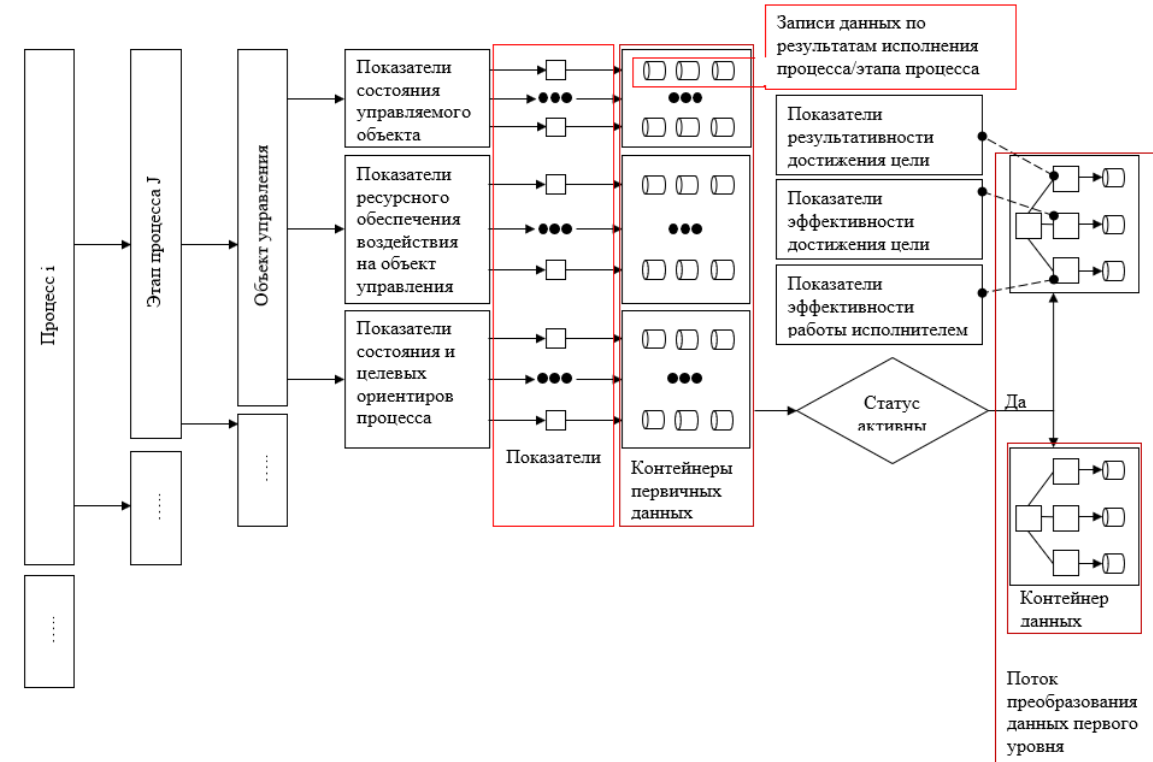 Записи данных по
результатам исполнения
процесса/этапа процесса
Процесс i
.....
Этап процесса J
.....
Объект управления
.....
Показатели
состояния
управляемого
объекта
Показатели
ресурсного
обеспечения
воздействия
на объект
управления
Показатели
состояния и
целевых
ориентиров
процесса
Показатели
Контейнеры
первичных
данных
Показатели
результативности
достижения цели
Показатели
эффективности
достижения цели
Показатели
эффективности
работы исполнителем
Статус
активны
Да
Контейнер
данных
Поток
преобразования
данных первого
уровня